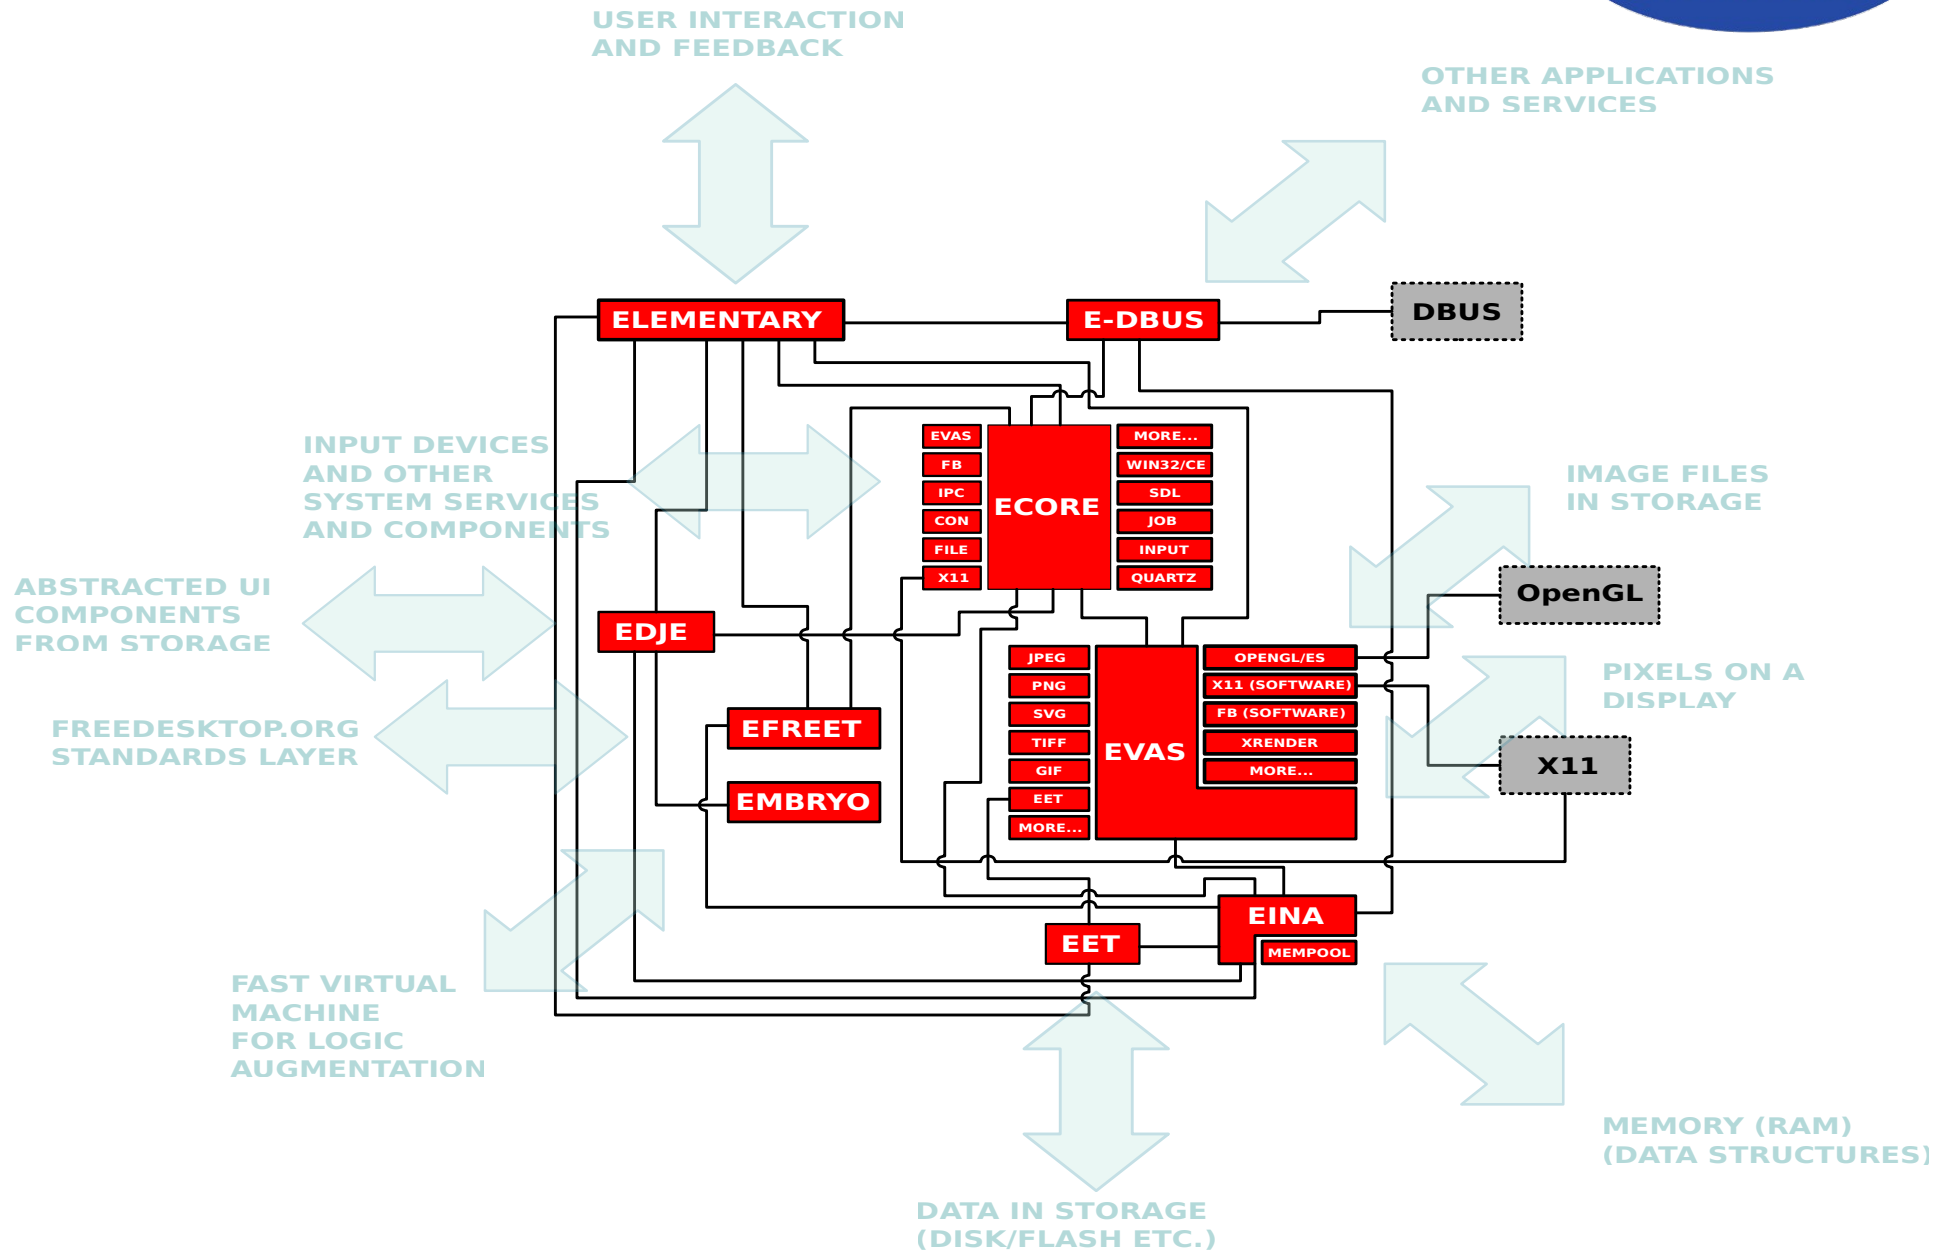 USER INTERACTION
AND FEEDBACK
OTHER APPLICATIONS
AND SERVICES
ELEMENTARY
E-DBUS
DBUS
INPUT DEVICES
AND OTHER
SYSTEM SERVICES
AND COMPONENTS
EVAS
FB
IPC
CON
FILE
X11
ECORE
MORE...
WIN32/CE
SDL
JOB
INPUT
QUARTZ
IMAGE FILES
IN STORAGE
OpenGL
ABSTRACTED UI
COMPONENTS
FROM STORAGE
EDJE
FREEDESKTOP.ORG
STANDARDS LAYER
EFREET
EMBRYO
JPEG
PNG
SVG
TIFF
GIF
EET
MORE...
EVAS
OPENGL/ES
X11 (SOFTWARE)
FB (SOFTWARE)
XRENDER
MORE...
PIXELS ON A
DISPLAY
X11
EET
EINA
MEMPOOL
FAST VIRTUAL
MACHINE
FOR LOGIC
AUGMENTATION
MEMORY (RAM)
(DATA STRUCTURES)
DATA IN STORAGE
(DISK/FLASH ETC.)